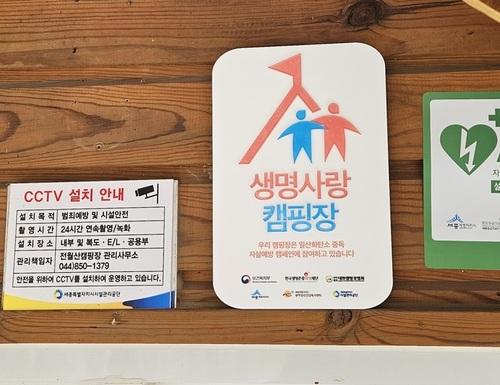 CCTV 설치 안내
설치목적 범죄예방 및 시설안전
촬영시간 24시간 연속촬영/녹화
설치장소 내부 및 복도 · E/L · 공용부
관리책임자 전월산캠핑장 관리사무소
044)850-1379
안전을 위하여 CCTV를 설치하여 운영하고 있습니다.
세종특별자치시시설관리공단
생명사랑
캠핑장
우리 캠핑장은 일산화탄소 중독
자살예방 캠페인에 참여하고 있습니다
보건복지부